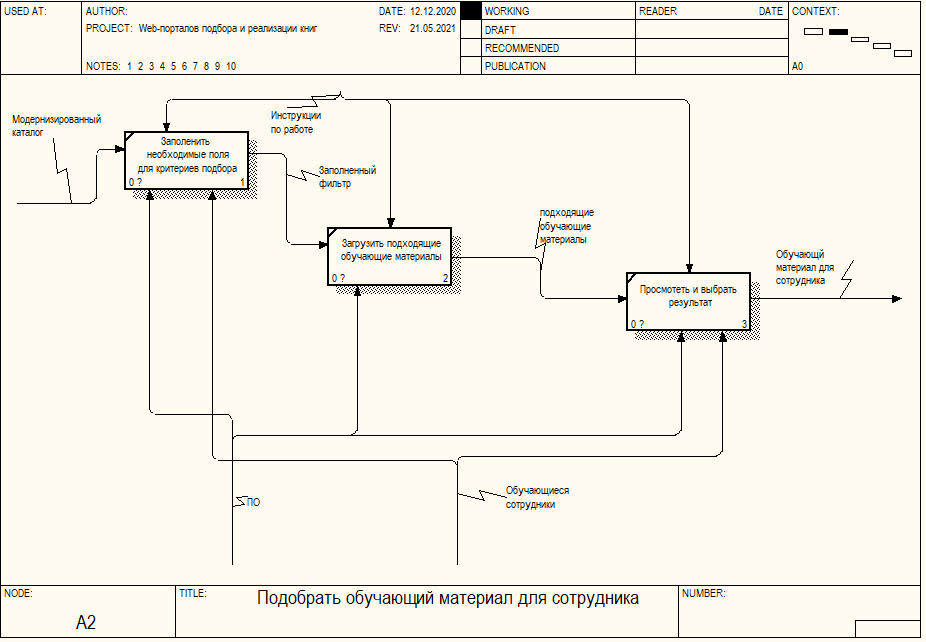 USED AT:
AUTHOR:
DATE: 12.12.2020
WORKING
READER
DATE
CONTEXT:
PROJECT: Web-порталов подбора и реализации книг
REV: 21.05.2021
DRAFT
RECOMMENDED
NOTES: 1 2 3 4 5 6 7 8 9 10
PUBLICATION
A0
Модернизированный
каталог
Инструкции
по работе
Заполенить
необходимые поля
для критериев подбора
0 ?
1
Заполненный
фильтр
Загрузить подходящие
обучающие материалы
0 ?
2
подходящие
обучающие
материалы
Просмотеть и выбрать
результат
0 ?
3
Обучающй
материал для
сотрудника
ПО
Обучающиеся
сотрудники
NODE:
TITLE:
NUMBER:
A2
Подобрать обучающий материал для сотрудника